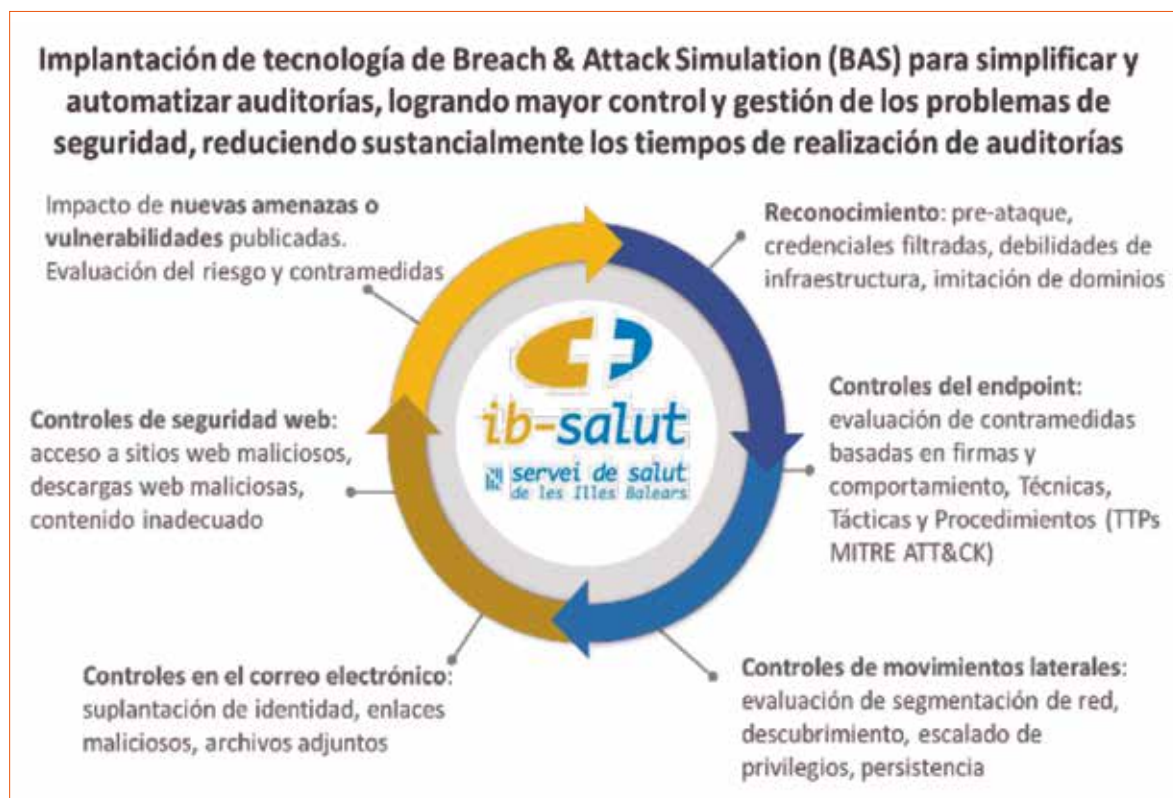 Implantación de tecnología de Breach & Attack Simulation (BAS) para simplificar y
automatizar auditorías, logrando mayor control y gestión de los problemas de
seguridad, reduciendo sustancialmente los tiempos de realización de auditorías
Impacto de nuevas amenazas o
vulnerabilidades publicadas.
Evaluación del riesgo y contramedidas
Reconocimiento: pre-ataque,
credenciales filtradas, debilidades de
infraestructura, imitación de dominios
Controles del endpoint:
evaluación de contramedidas
basadas en firmas y
comportamiento, Técnicas,
Tácticas y Procedimientos (TTPs
MITRE ATT&CK)
Controles de movimientos laterales:
evaluación de segmentación de red,
descubrimiento, escalado de
privilegios, persistencia
Controles en el correo electrónico:
suplantación de identidad, enlaces
maliciosos, archivos adjuntos
Controles de seguridad web:
acceso a sitios web maliciosos,
descargas web maliciosas,
contenido inadecuado
ib-salut
servei de salut
de les Illes Balears